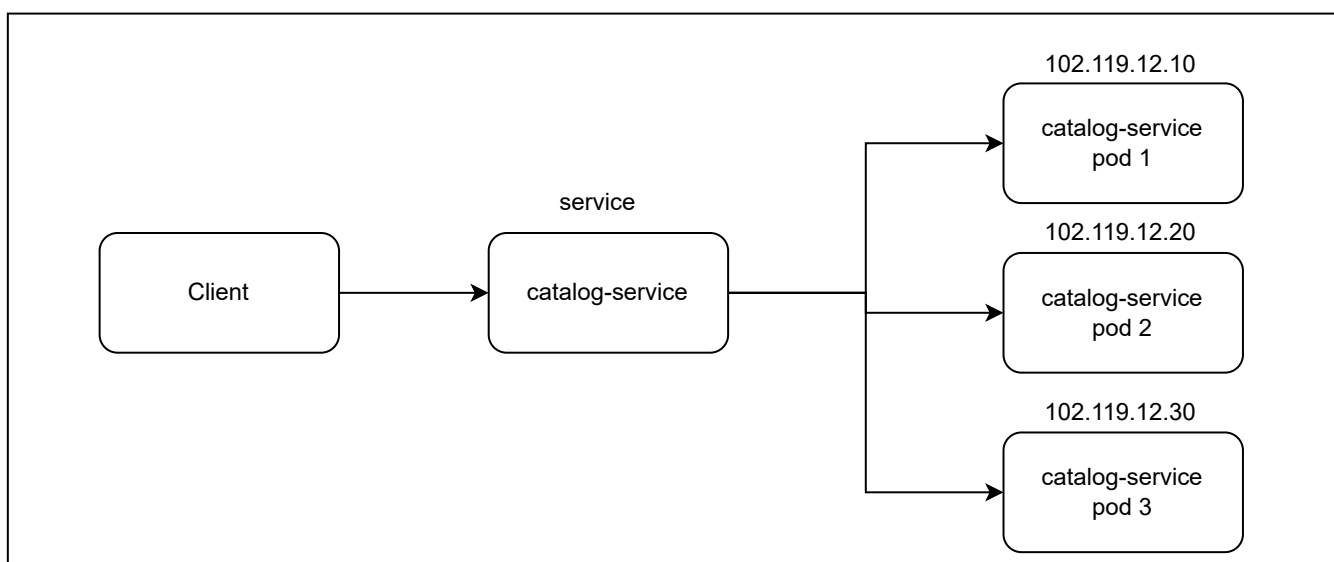 Client
service
catalog-service
102.119.12.10
catalog-service
pod 1
102.119.12.20
catalog-service
pod 2
102.119.12.30
catalog-service
pod 3